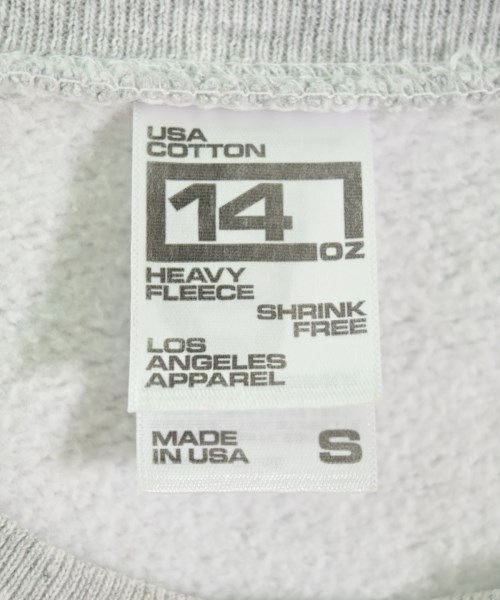 USA
COTTON
14
OZ
HEAVY
FLEECE
SHRINK
FREE
LOS
ANGELES
APPAREL
MADE
IN USA
S